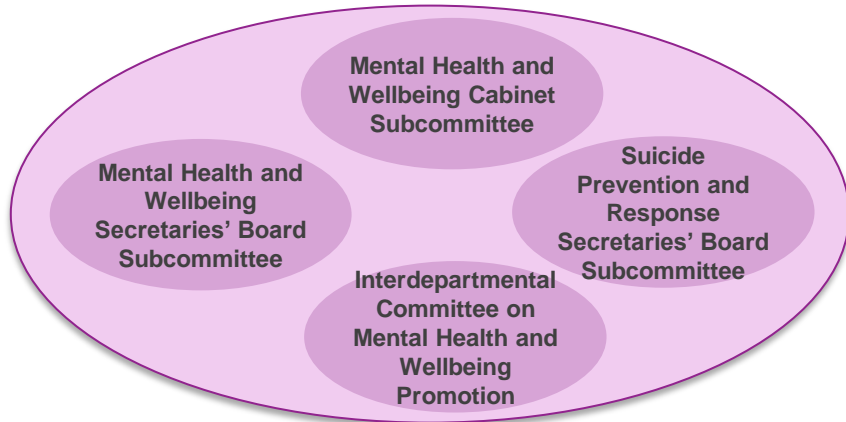 Mental Health and
Wellbeing Cabinet
Subcommittee
Mental Health and
Wellbeing
Secretaries’ Board
Subcommittee
Suicide
Prevention and
Response
Secretaries’ Board
Subcommittee
Interdepartmental
Committee on
Mental Health and
Wellbeing
Promotion